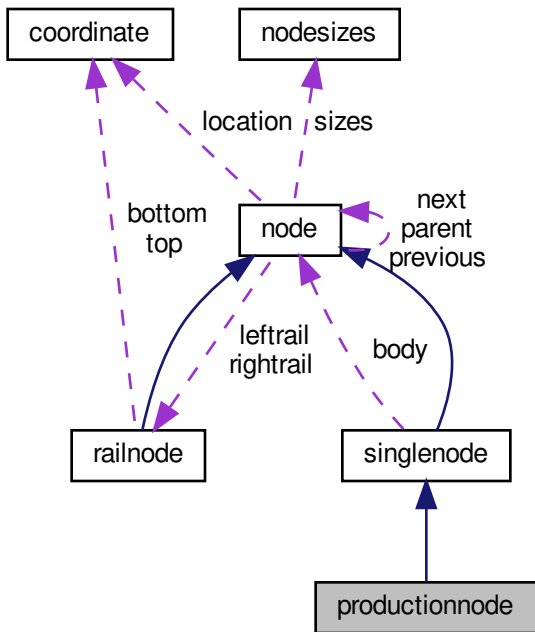 coordinate
nodesizes
location
sizes
bottom
top
node
next
parent
previous
leftrail
rightrail
body
railnode
singlenode
productionnode